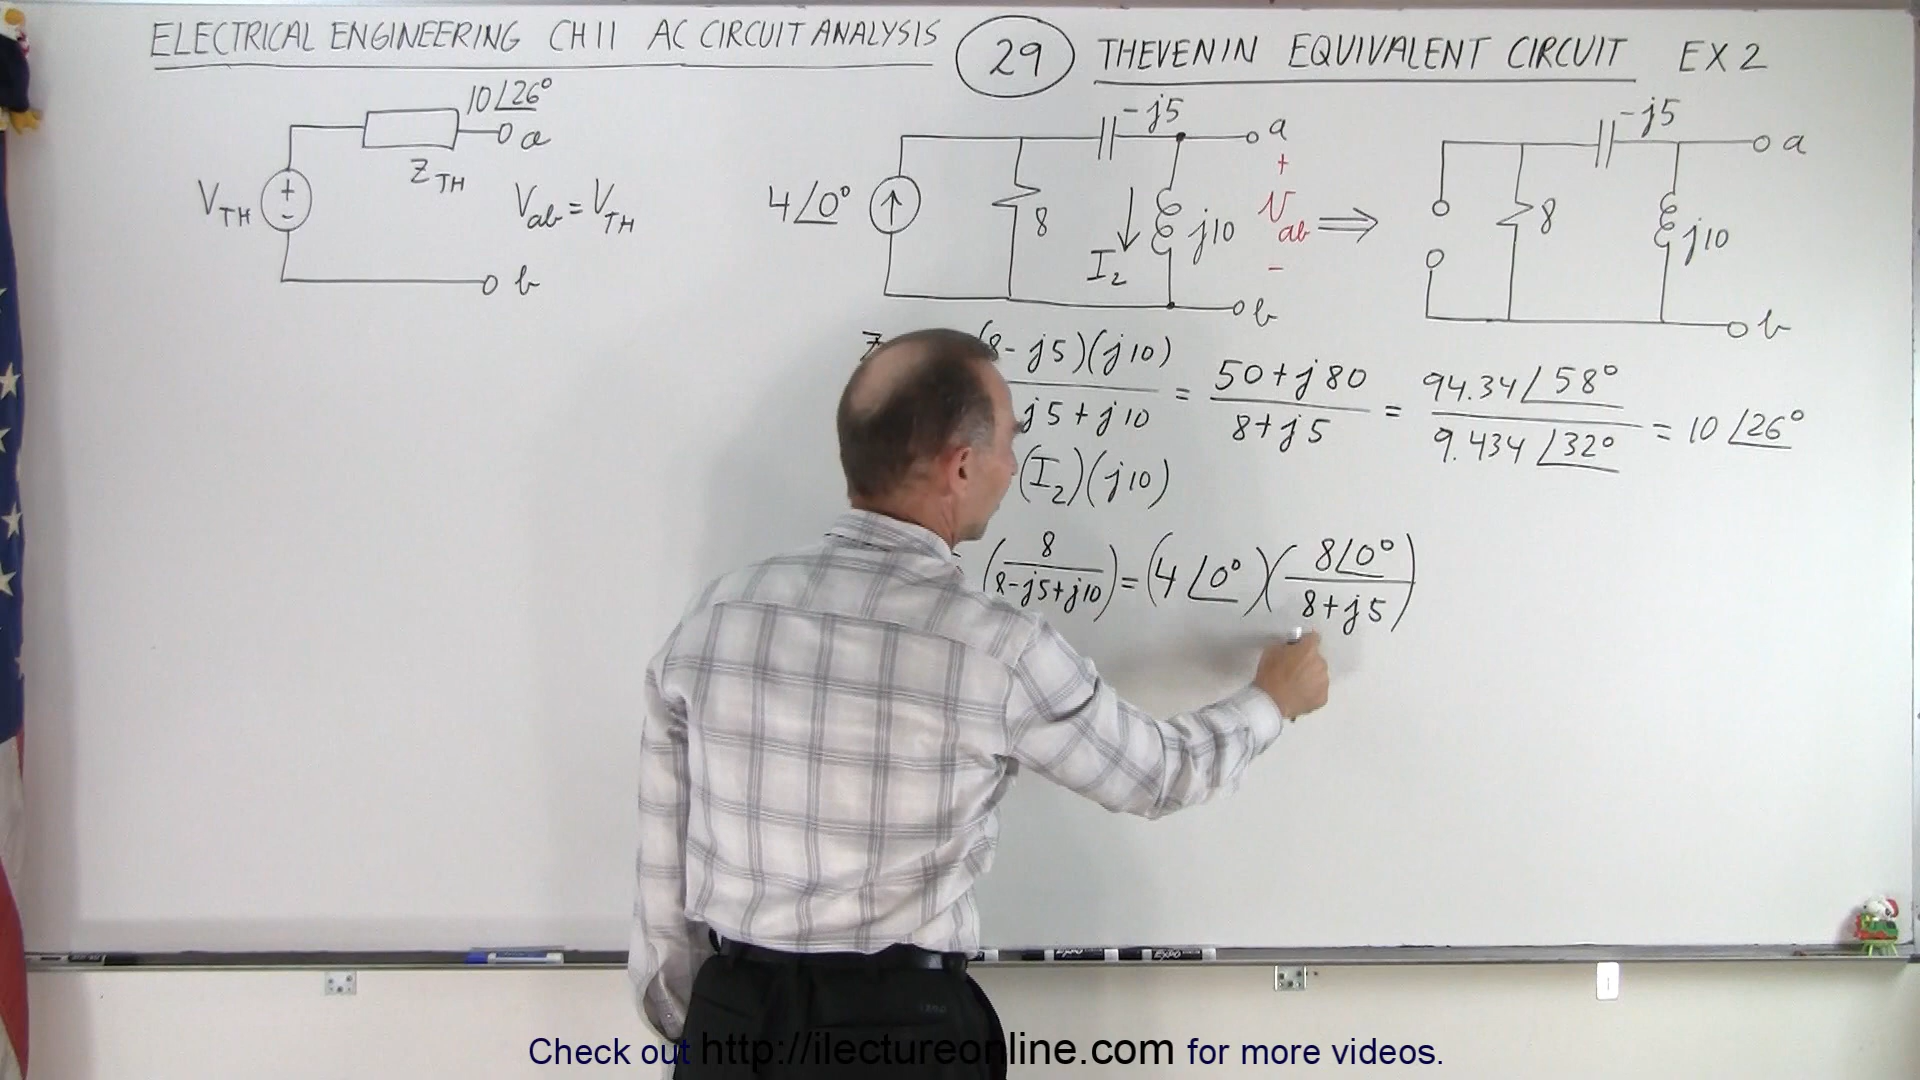 ELECTRICAL ENGINEERING CH 11 AC CIRCUIT ANALYSIS 29 THEVENIN EQUIVALENT CIRCUIT EX 2
10∠26°
a
Z_TH
V_TH + -
V_ab = V_TH
b
-j5
a
4∠0°
8
I_2
j10
+
V_ab
-
b
⇒
-j5
a
8
j10
b
Z (8-j5)(j10) / j5+j10 = 50+j80 / 8+j5 = 94.34∠58° / 9.434∠32° = 10∠26°
(I_2)(j10)
(8 / 8-j5+j10) = (4∠0°)(8∠0° / 8+j5)
EXPO
Check out http://ilectureonline.com for more videos.